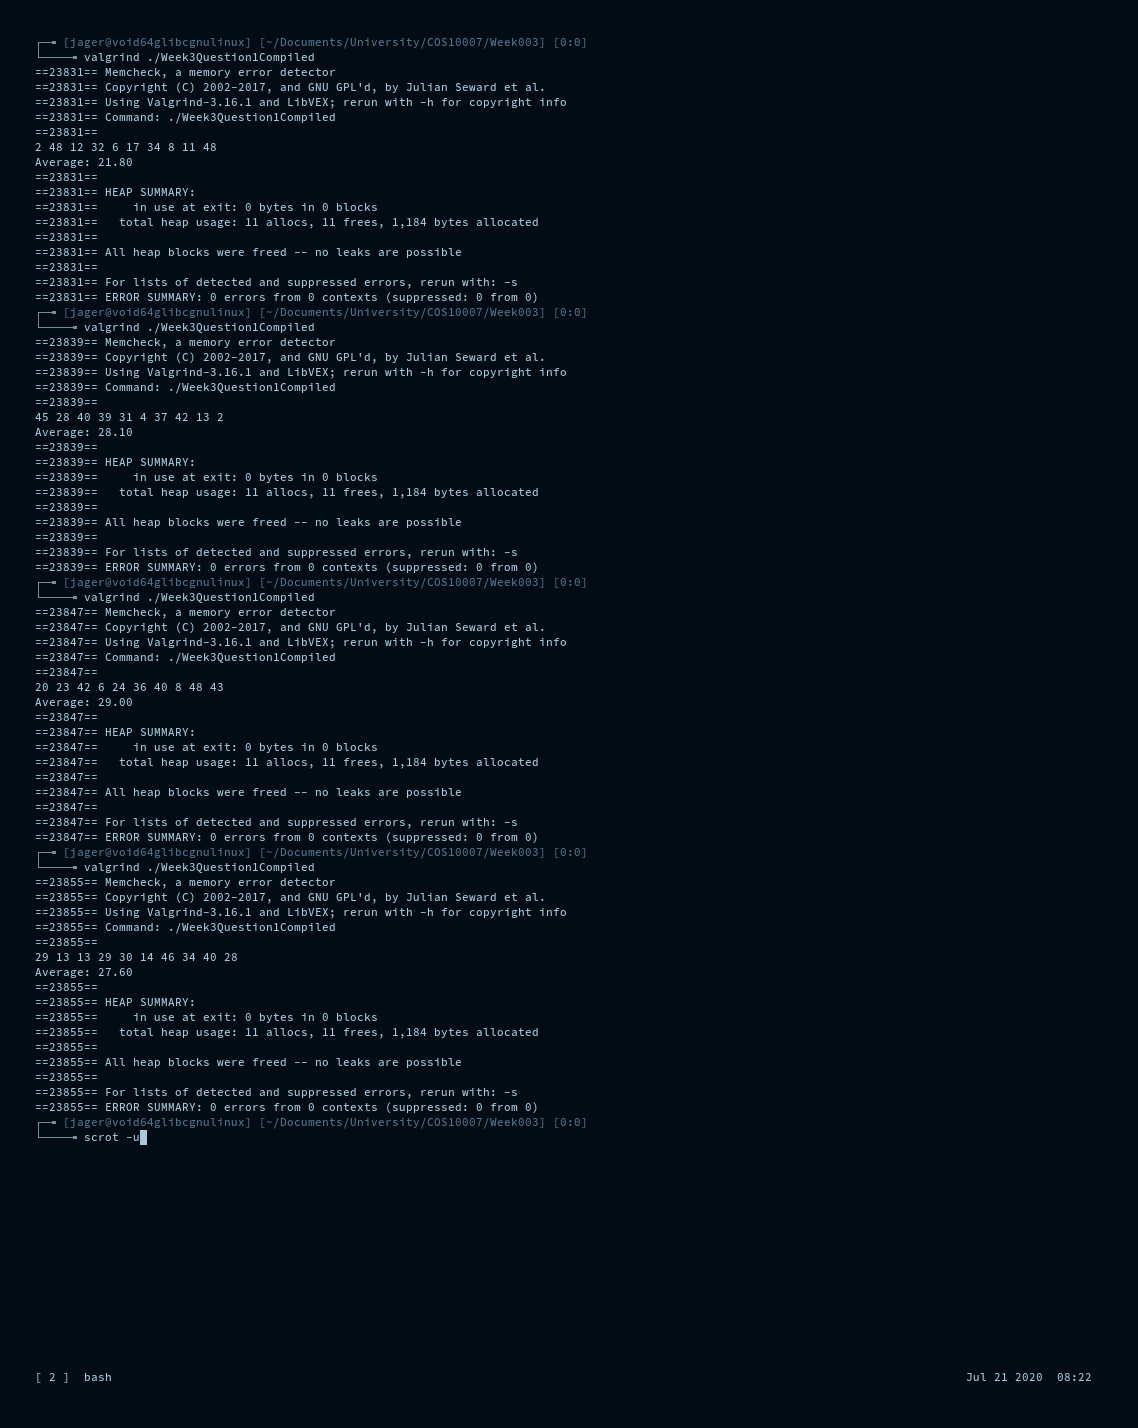 ┌─╼ [jager@void64glibcgnulinux] [~/Documents/University/COS10007/Week003] [0:0]
└────╼ valgrind ./Week3Question1Compiled
==23831== Memcheck, a memory error detector
==23831== Copyright (C) 2002-2017, and GNU GPL'd, by Julian Seward et al.
==23831== Using Valgrind-3.16.1 and LibVEX; rerun with -h for copyright info
==23831== Command: ./Week3Question1Compiled
==23831==
2 48 12 32 6 17 34 8 11 48
Average: 21.80
==23831==
==23831== HEAP SUMMARY:
==23831==     in use at exit: 0 bytes in 0 blocks
==23831==   total heap usage: 11 allocs, 11 frees, 1,184 bytes allocated
==23831==
==23831== All heap blocks were freed -- no leaks are possible
==23831==
==23831== For lists of detected and suppressed errors, rerun with: -s
==23831== ERROR SUMMARY: 0 errors from 0 contexts (suppressed: 0 from 0)
┌─╼ [jager@void64glibcgnulinux] [~/Documents/University/COS10007/Week003] [0:0]
└────╼ valgrind ./Week3Question1Compiled
==23839== Memcheck, a memory error detector
==23839== Copyright (C) 2002-2017, and GNU GPL'd, by Julian Seward et al.
==23839== Using Valgrind-3.16.1 and LibVEX; rerun with -h for copyright info
==23839== Command: ./Week3Question1Compiled
==23839==
45 28 40 39 31 4 37 42 13 2
Average: 28.10
==23839==
==23839== HEAP SUMMARY:
==23839==     in use at exit: 0 bytes in 0 blocks
==23839==   total heap usage: 11 allocs, 11 frees, 1,184 bytes allocated
==23839==
==23839== All heap blocks were freed -- no leaks are possible
==23839==
==23839== For lists of detected and suppressed errors, rerun with: -s
==23839== ERROR SUMMARY: 0 errors from 0 contexts (suppressed: 0 from 0)
┌─╼ [jager@void64glibcgnulinux] [~/Documents/University/COS10007/Week003] [0:0]
└────╼ valgrind ./Week3Question1Compiled
==23847== Memcheck, a memory error detector
==23847== Copyright (C) 2002-2017, and GNU GPL'd, by Julian Seward et al.
==23847== Using Valgrind-3.16.1 and LibVEX; rerun with -h for copyright info
==23847== Command: ./Week3Question1Compiled
==23847==
20 23 42 6 24 36 40 8 48 43
Average: 29.00
==23847==
==23847== HEAP SUMMARY:
==23847==     in use at exit: 0 bytes in 0 blocks
==23847==   total heap usage: 11 allocs, 11 frees, 1,184 bytes allocated
==23847==
==23847== All heap blocks were freed -- no leaks are possible
==23847==
==23847== For lists of detected and suppressed errors, rerun with: -s
==23847== ERROR SUMMARY: 0 errors from 0 contexts (suppressed: 0 from 0)
┌─╼ [jager@void64glibcgnulinux] [~/Documents/University/COS10007/Week003] [0:0]
└────╼ valgrind ./Week3Question1Compiled
==23855== Memcheck, a memory error detector
==23855== Copyright (C) 2002-2017, and GNU GPL'd, by Julian Seward et al.
==23855== Using Valgrind-3.16.1 and LibVEX; rerun with -h for copyright info
==23855== Command: ./Week3Question1Compiled
==23855==
29 13 13 29 30 14 46 34 40 28
Average: 27.60
==23855==
==23855== HEAP SUMMARY:
==23855==     in use at exit: 0 bytes in 0 blocks
==23855==   total heap usage: 11 allocs, 11 frees, 1,184 bytes allocated
==23855==
==23855== All heap blocks were freed -- no leaks are possible
==23855==
==23855== For lists of detected and suppressed errors, rerun with: -s
==23855== ERROR SUMMARY: 0 errors from 0 contexts (suppressed: 0 from 0)
┌─╼ [jager@void64glibcgnulinux] [~/Documents/University/COS10007/Week003] [0:0]
└────╼ scrot -u
[ 2 ]  bash  Jul 21 2020  08:22